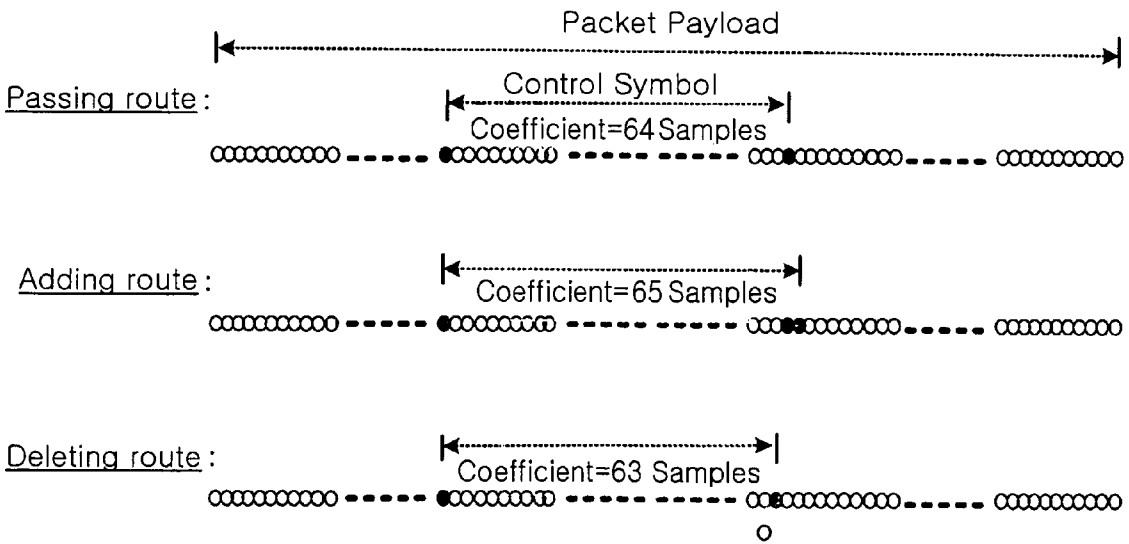 Packet Payload
Passing route:
Control Symbol
Coefficient=64 Samples
Adding route:
Coefficient=65 Samples
Deleting route:
Coefficient=63 Samples